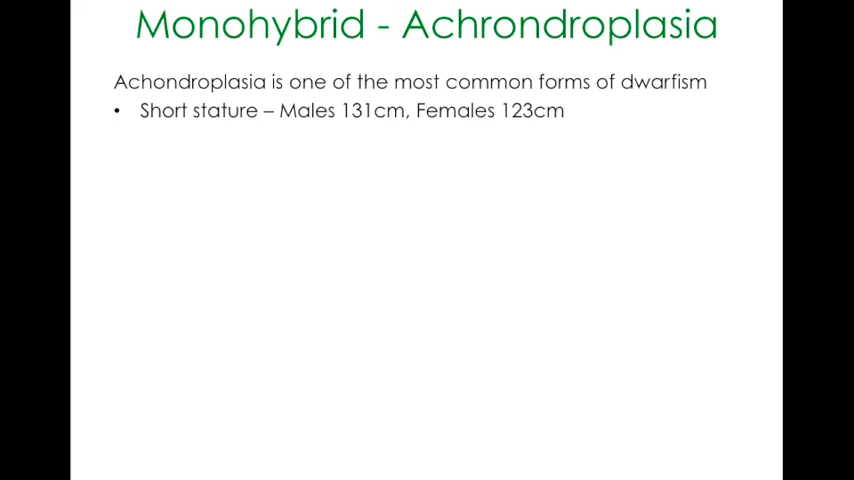 Monohybrid - Achrondroplasia
Achondroplasia is one of the most common forms of dwarfism
• Short stature – Males 131cm, Females 123cm